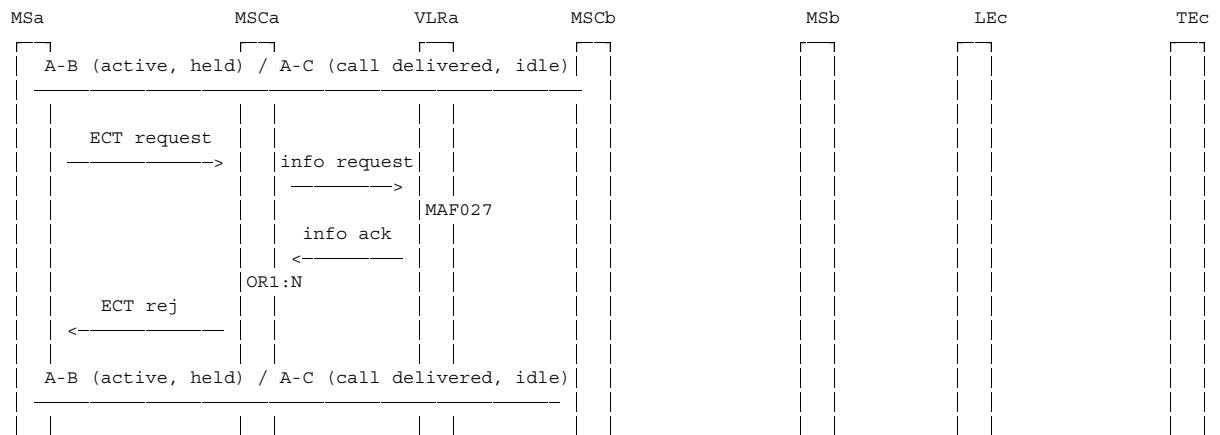 MSa MSCa VLRa MSCb MSb LEc TEc
A-B (active, held) / A-C (call delivered, idle)
ECT request
info request
MAF027
info ack
OR1:N
ECT rej
A-B (active, held) / A-C (call delivered, idle)